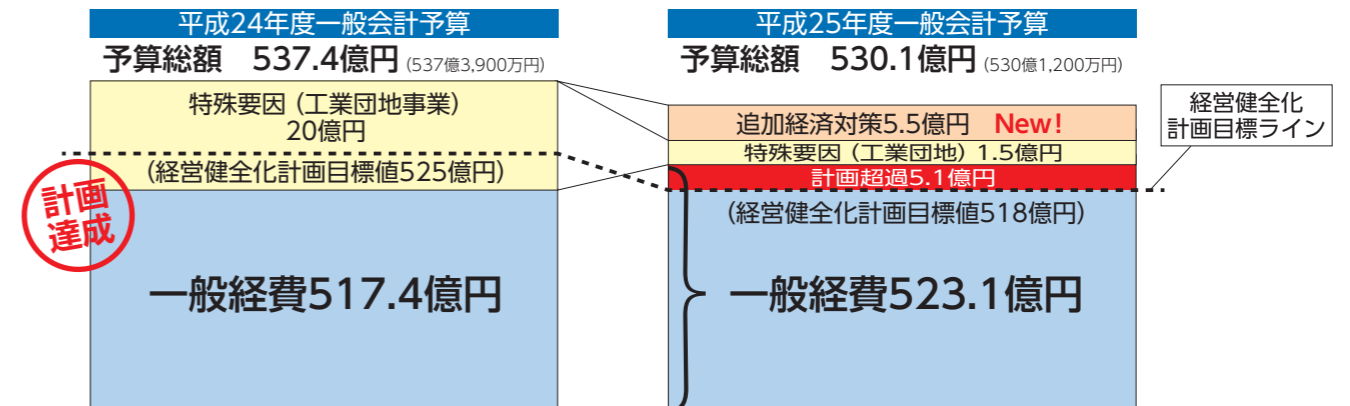 平成24年度一般会計予算
予算総額 537.4億円 (537億3,900万円)
特殊要因（工業団地事業）
20億円
(経営健全化計画目標値525億円)
計画
達成
一般経費517.4億円
平成25年度一般会計予算
予算総額 530.1億円 (530億1,200万円)
追加経済対策5.5億円 New!
特殊要因（工業団地）1.5億円
計画超過5.1億円
(経営健全化計画目標値518億円)
一般経費523.1億円
経営健全化
計画目標ライン